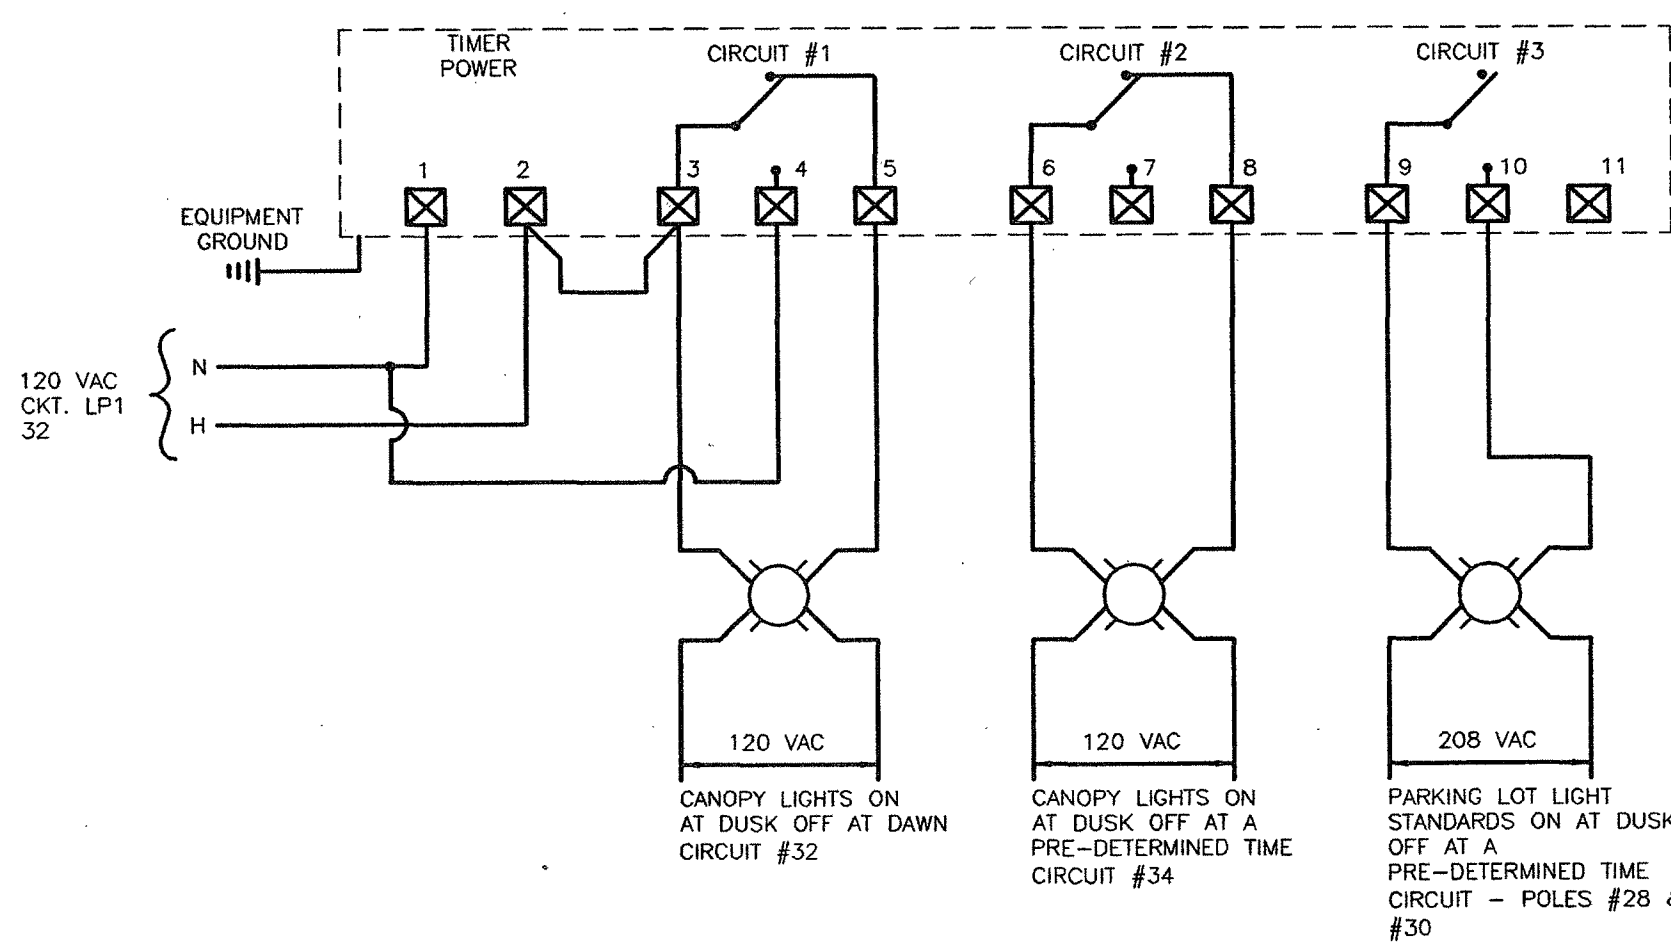 TIMER
POWER
CIRCUIT #1
CIRCUIT #2
CIRCUIT #3
1
2
3
4
5
6
7
8
9
10
11
EQUIPMENT
GROUND
120 VAC
CKT. LP1
32
N
H
120 VAC
120 VAC
208 VAC
CANOPY LIGHTS ON
AT DUSK OFF AT DAWN
CIRCUIT #32
CANOPY LIGHTS ON
AT DUSK OFF AT A
PRE-DETERMINED TIME
CIRCUIT #34
PARKING LOT LIGHT
STANDARDS ON AT DUSK
OFF AT A
PRE-DETERMINED TIME
CIRCUIT - POLES #28 &
#30